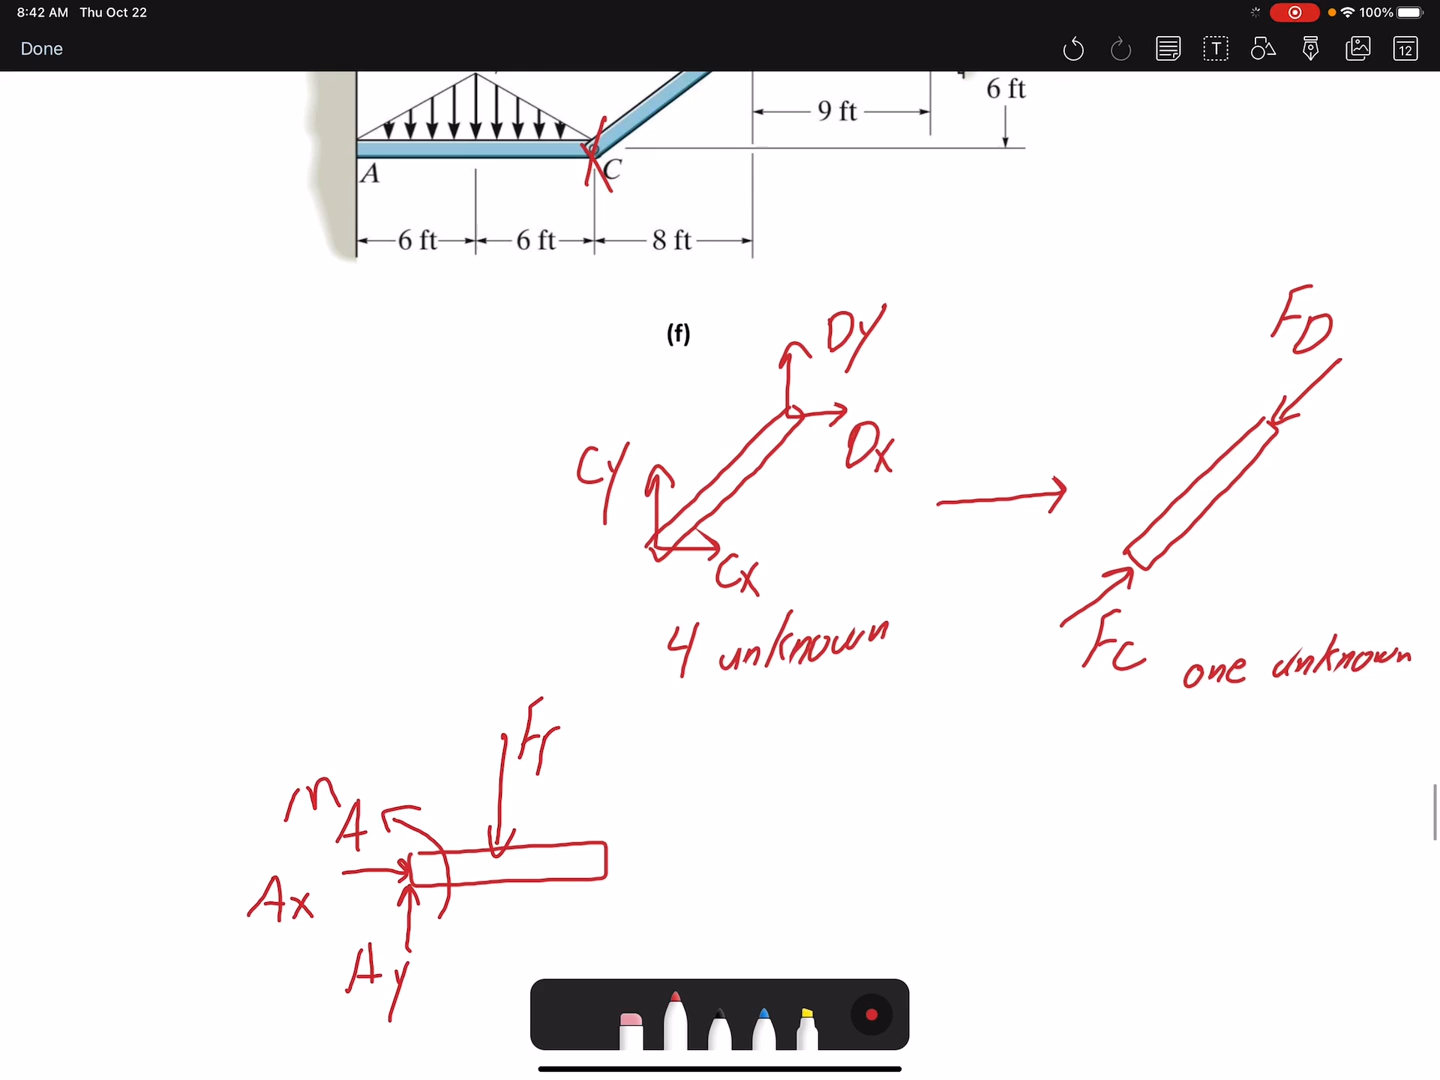 8:42 AM Thu Oct 22
100%
Done
T
12
6 ft
9 ft
A
C
6 ft
6 ft
8 ft
(f)
Dy
FD
Cy
Dx
Cx
4 unknown
FC
one unknown
Fr
MA
Ax
Ay